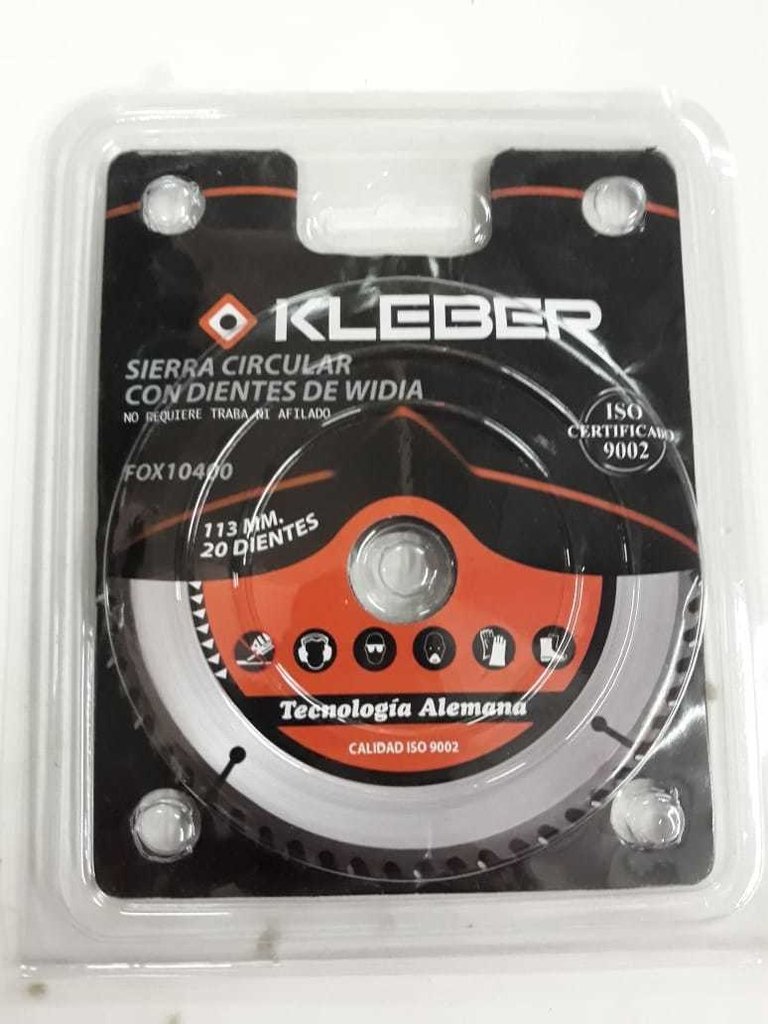 KLEBER
SIERRA CIRCULAR
CON DIENTES DE WIDIA
NO REQUIERE TRABA NI AFILADO
ISO
CERTIFICADO
9002
FOX10400
113 MM.
20 DIENTES
Tecnología Alemana
CALIDAD ISO 9002